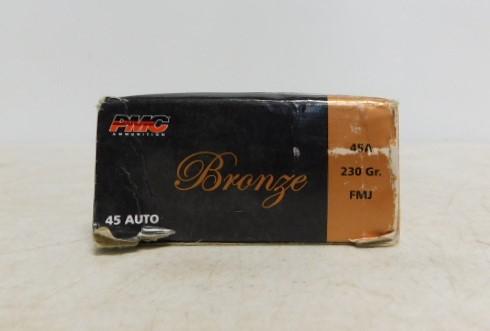 PMC
AMMUNITION
Bronze
45 AUTO
45A
230 Gr.
FMJ